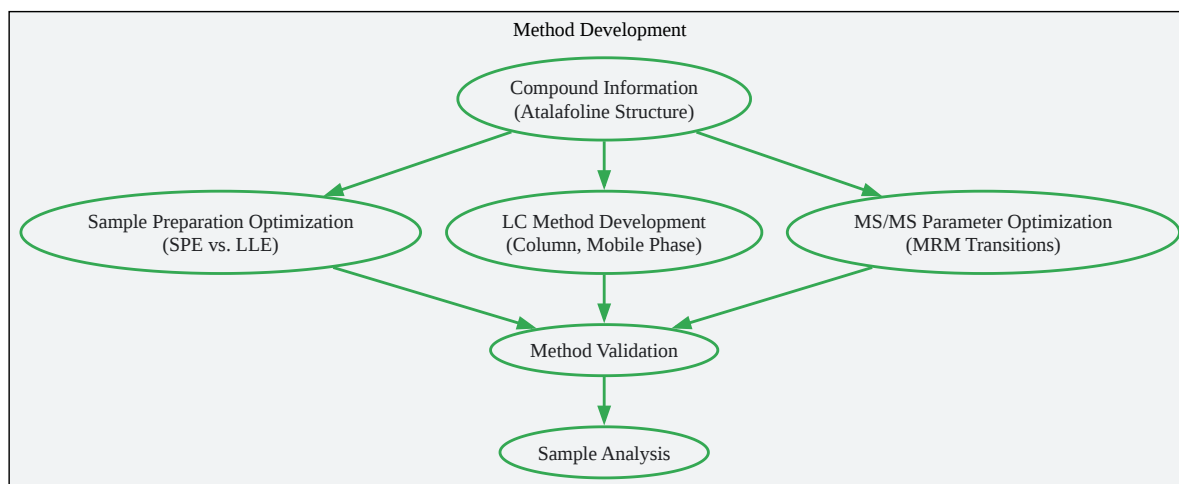 Method Development
Compound Information
(Atalafoline Structure)
Sample Preparation Optimization
(SPE vs. LLE)
LC Method Development
(Column, Mobile Phase)
MS/MS Parameter Optimization
(MRM Transitions)
Method Validation
Sample Analysis